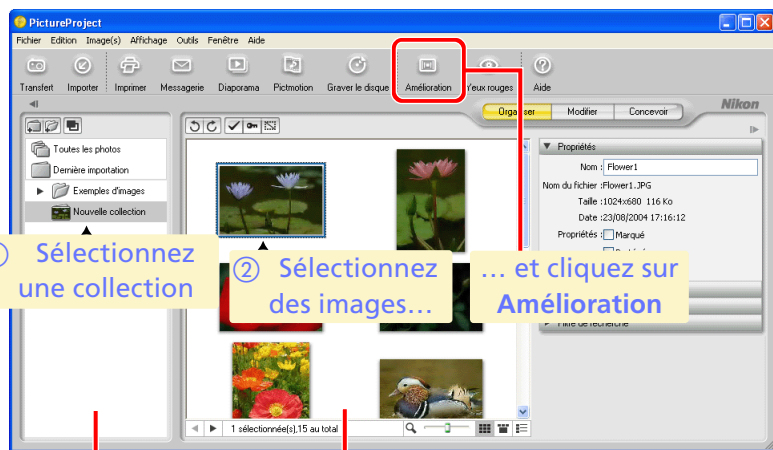 PictureProject
Fichier Edition Image(s) Affichage Outils Fenêtre Aide
Transfert Importer Imprimer Messagerie Diaporama Pictmotion Graver le disque Amélioration Yeux rouges Aide
Organiser Modifier Concevoir Nikon
Toutes les photos
Dernière importation
Exemples d'images
Nouvelle collection
Propriétés
Nom : Flower1
Nom du fichier :Flower1.JPG
Taille :1024x680 116 Ko
Date :23/08/2004 17:16:12
Propriétés : Marqué
Sélectionnez
une collection
② Sélectionnez
des images…
… et cliquez sur
Amélioration
Filtre de recherche
1 sélectionnée(s),15 au total